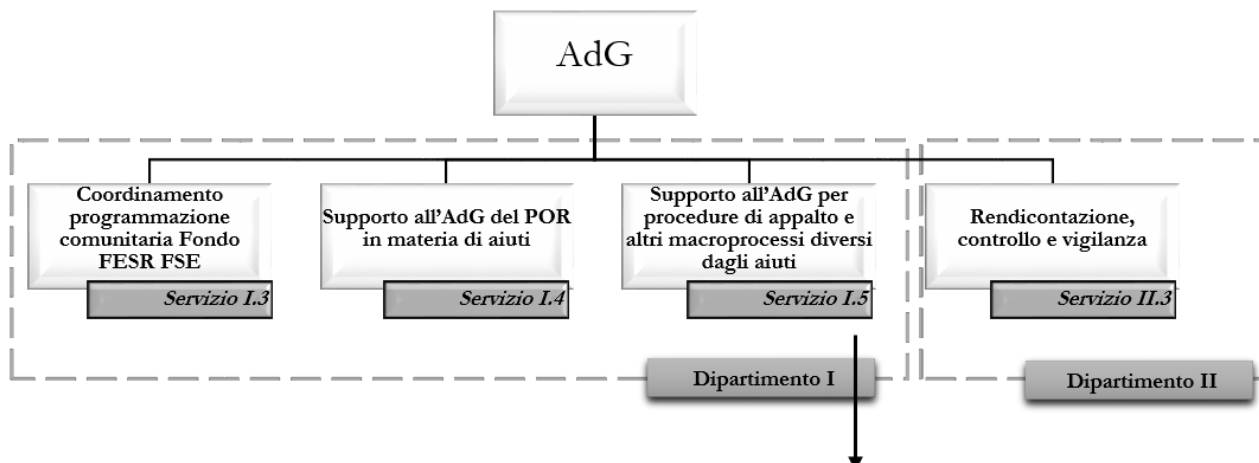 AdG
Coordinamento
programmazione
comunitaria Fondo
FESR FSE
Servizio I.3
Supporto all'AdG del POR
in materia di aiuti
Servizio I.4
Supporto all'AdG per
procedure di appalto e
altri macroprocessi diversi
dagli aiuti
Servizio I.5
Rendicontazione,
controllo e vigilanza
Servizio II.3
Dipartimento I
Dipartimento II